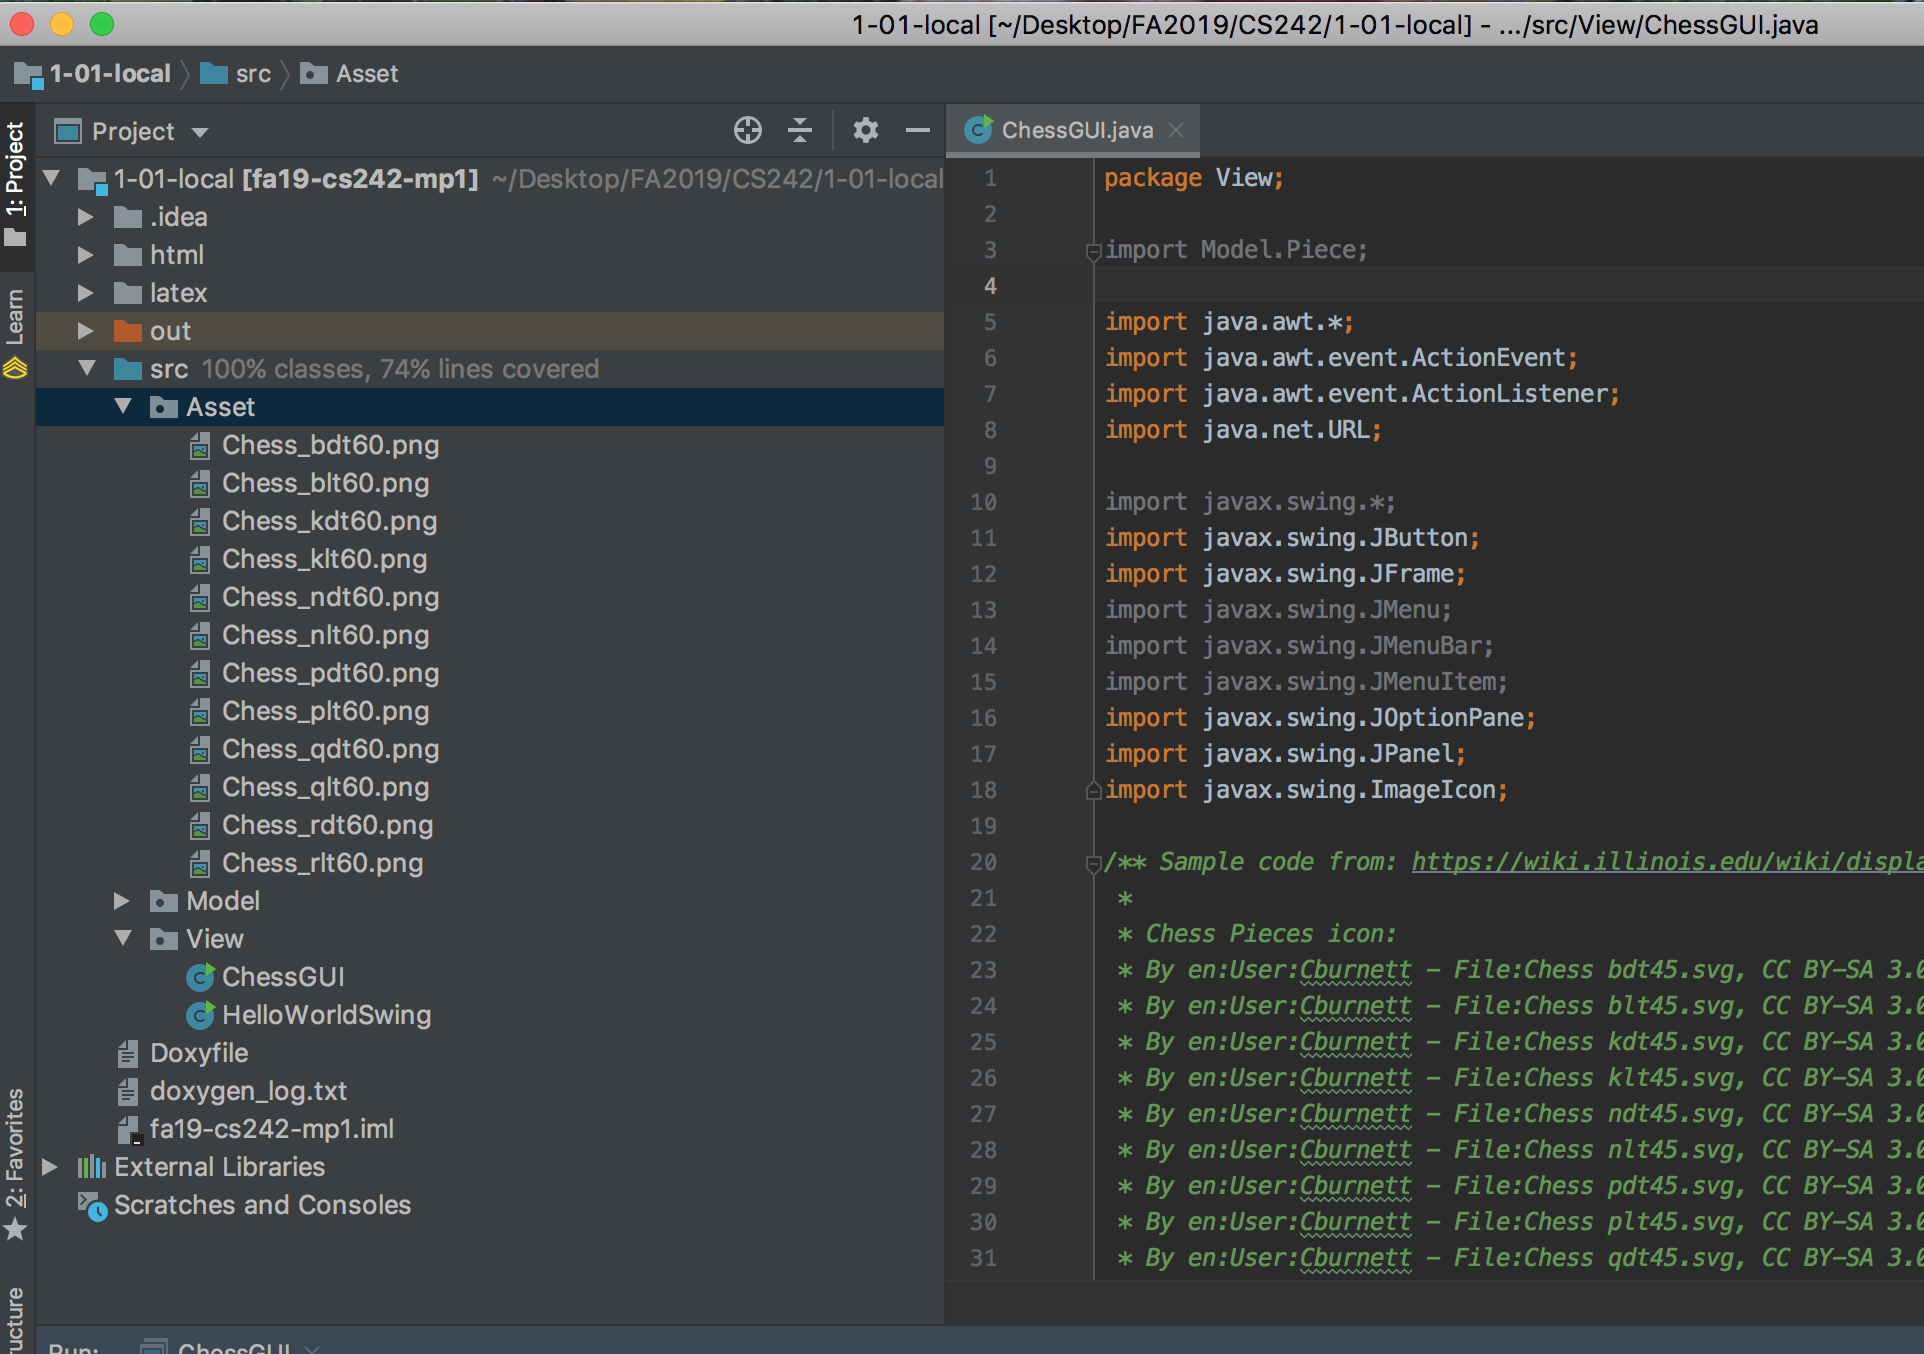 1-01-local [~/Desktop/FA2019/CS242/1-01-local] - .../src/View/ChessGUI.java
1-01-local src Asset
1: Project
Learn
2: Favorites
ucture
Project
1-01-local [fa19-cs242-mp1] ~/Desktop/FA2019/CS242/1-01-local
.idea
html
latex
out
src 100% classes, 74% lines covered
Asset
Chess_bdt60.png
Chess_blt60.png
Chess_kdt60.png
Chess_klt60.png
Chess_ndt60.png
Chess_nlt60.png
Chess_pdt60.png
Chess_plt60.png
Chess_qdt60.png
Chess_qlt60.png
Chess_rdt60.png
Chess_rlt60.png
Model
View
ChessGUI
HelloWorldSwing
Doxyfile
doxygen_log.txt
fa19-cs242-mp1.iml
External Libraries
Scratches and Consoles
ChessGUI.java
1 package View;
2
3 import Model.Piece;
4
5 import java.awt.*;
6 import java.awt.event.ActionEvent;
7 import java.awt.event.ActionListener;
8 import java.net.URL;
9
10 import javax.swing.*;
11 import javax.swing.JButton;
12 import javax.swing.JFrame;
13 import javax.swing.JMenu;
14 import javax.swing.JMenuBar;
15 import javax.swing.JMenuItem;
16 import javax.swing.JOptionPane;
17 import javax.swing.JPanel;
18 import javax.swing.ImageIcon;
19
20 /** Sample code from: https://wiki.illinois.edu/wiki/displa
21 *
22 * Chess Pieces icon:
23 * By en:User:Cburnett - File:Chess bdt45.svg, CC BY-SA 3.0
24 * By en:User:Cburnett - File:Chess blt45.svg, CC BY-SA 3.0
25 * By en:User:Cburnett - File:Chess kdt45.svg, CC BY-SA 3.0
26 * By en:User:Cburnett - File:Chess klt45.svg, CC BY-SA 3.0
27 * By en:User:Cburnett - File:Chess ndt45.svg, CC BY-SA 3.0
28 * By en:User:Cburnett - File:Chess nlt45.svg, CC BY-SA 3.0
29 * By en:User:Cburnett - File:Chess pdt45.svg, CC BY-SA 3.0
30 * By en:User:Cburnett - File:Chess plt45.svg, CC BY-SA 3.0
31 * By en:User:Cburnett - File:Chess qdt45.svg, CC BY-SA 3.0
Run: ChessGUI